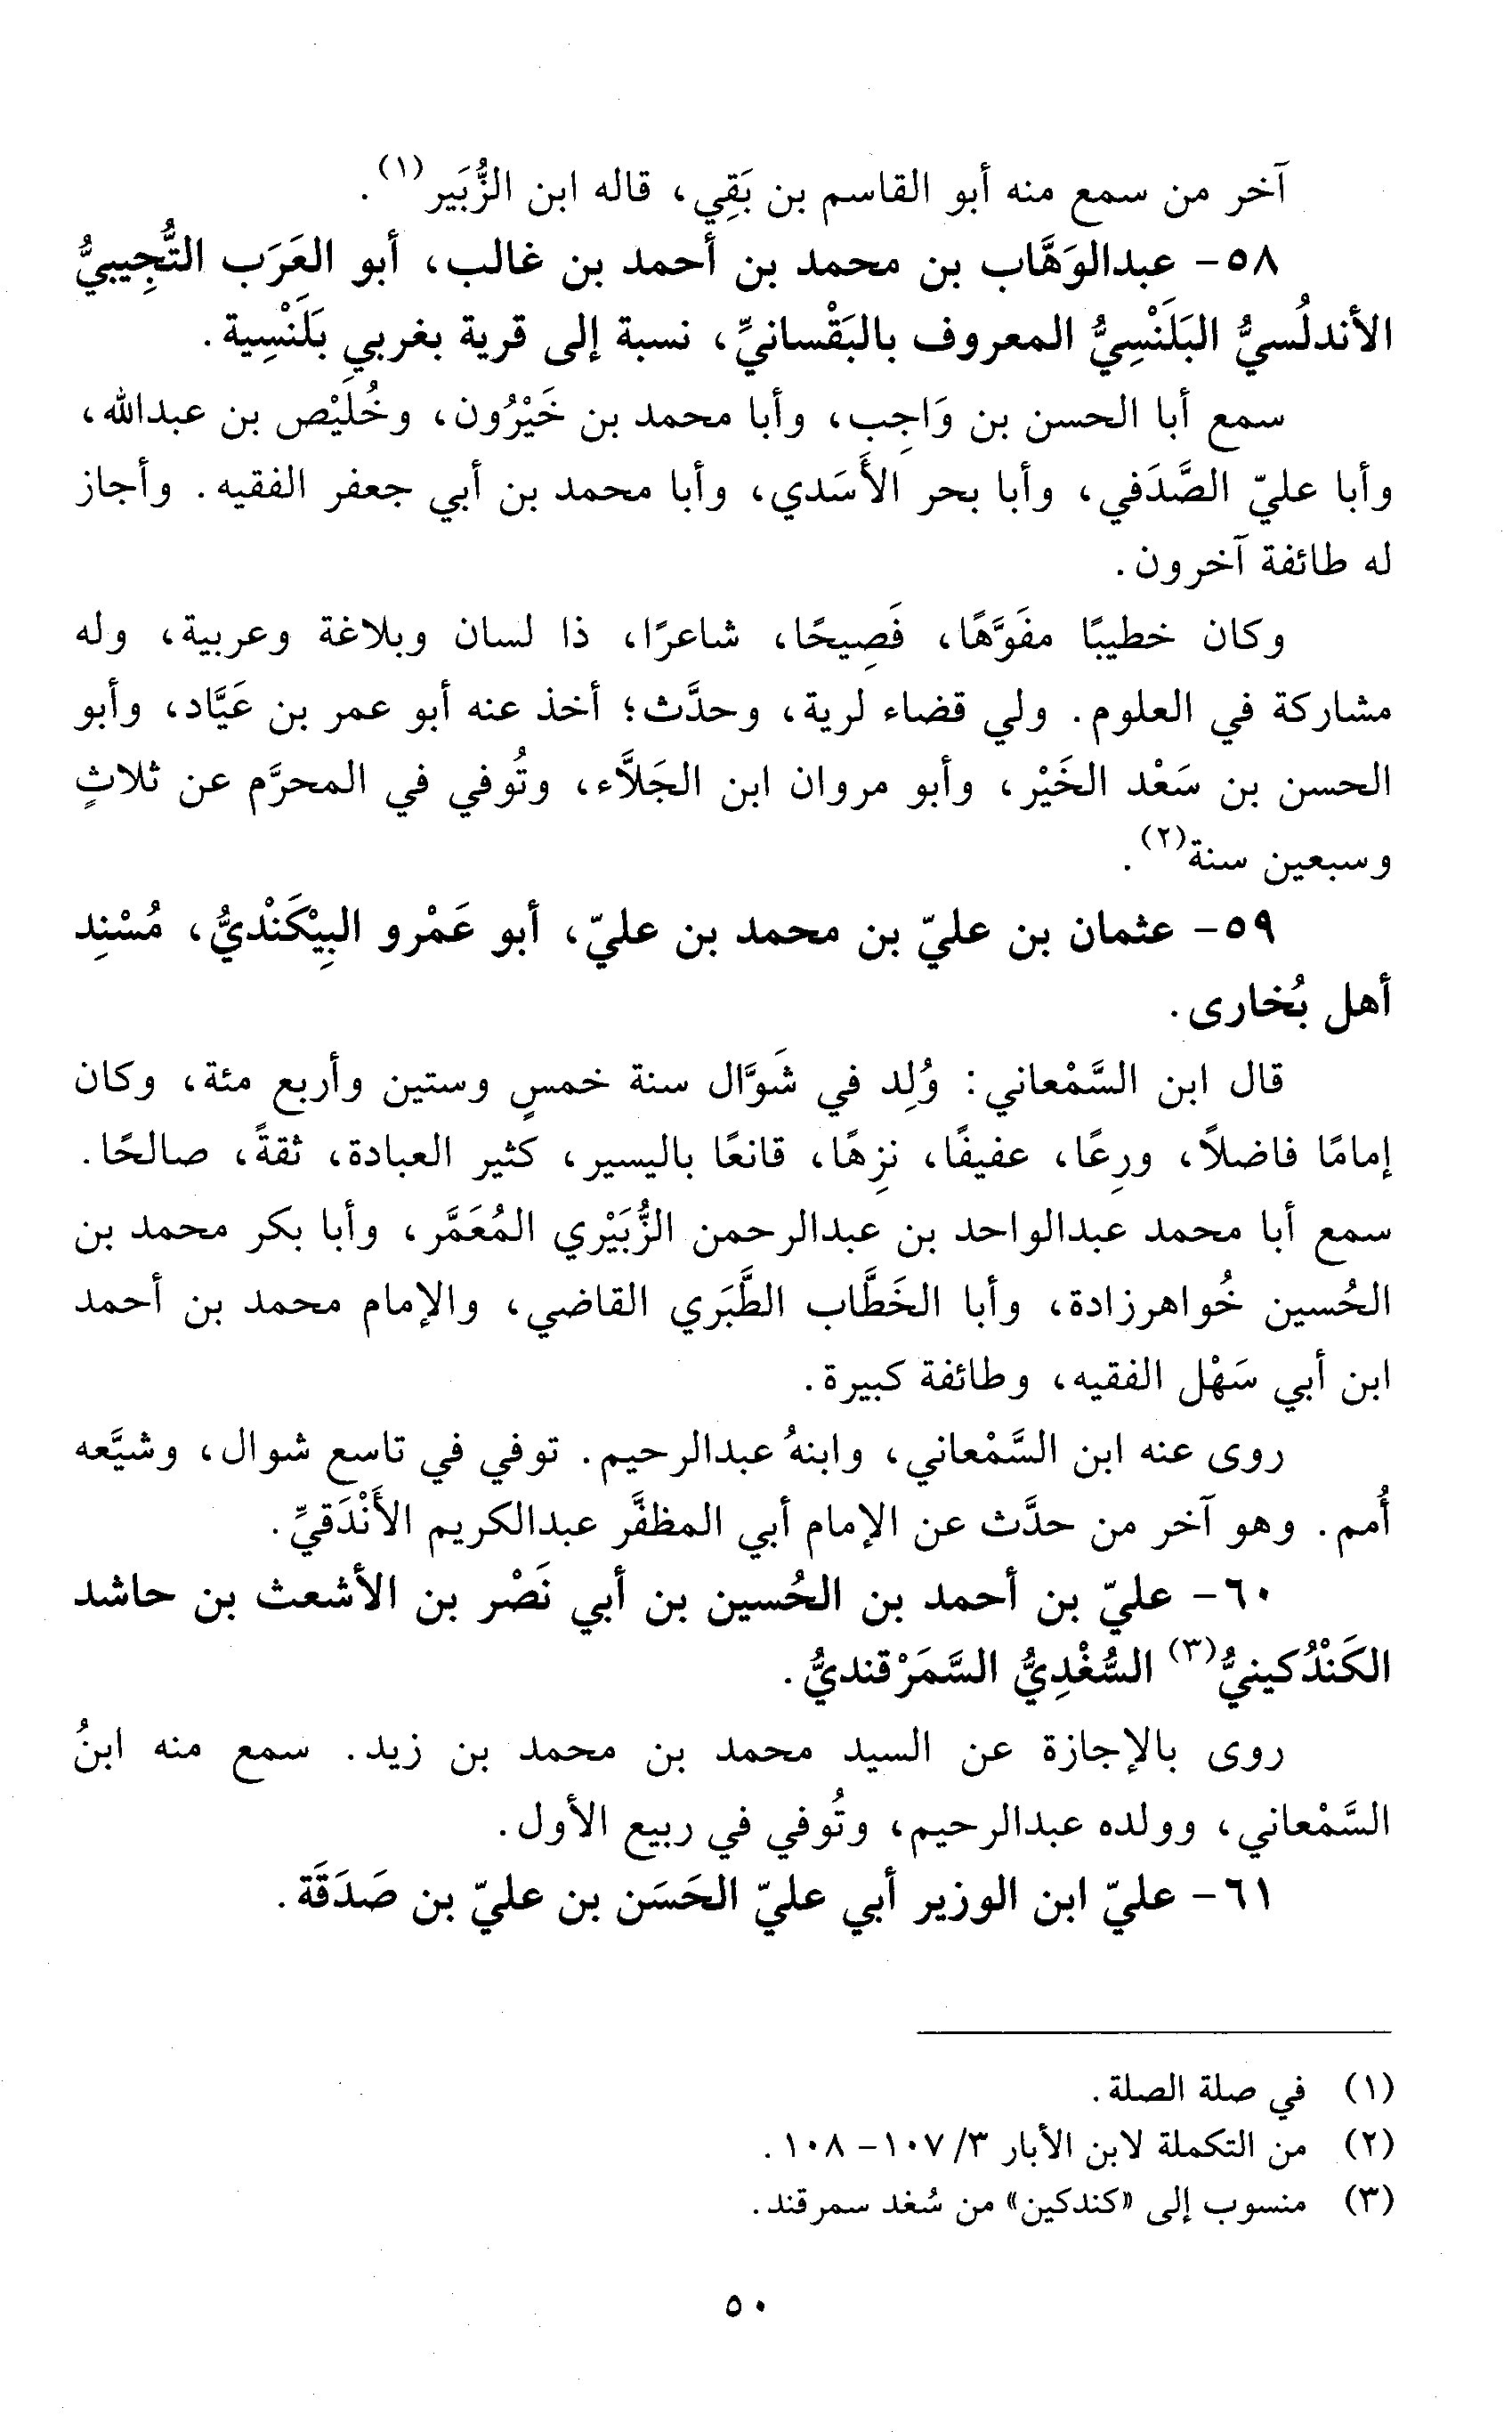 آخر من سمع منه أبو القاسم بن بَقِي، قاله ابن الزُّبَير(١).
٥٨- عبدالوَهَّاب بن محمد بن أحمد بن غالب، أبو العَرَب التُّجِيبيُّ
الأندلُسيُّ البَلَنْسِيُّ المعروف بالبَقْسانيِّ، نسبة إلى قرية بغربي بَلَنْسِية.
سمع أبا الحسن بن وَاجِب، وأبا محمد بن خَيْرُون، وخُلَيْص بن عبدالله،
وأبا عليّ الصَّدَفي، وأبا بحر الأَسَدي، وأبا محمد بن أبي جعفر الفقيه. وأجاز
له طائفة آخرون.
وكان خطيبًا مفَوَّهًا، فَصِيحًا، شاعرًا، ذا لسان وبلاغة وعربية، وله
مشاركة في العلوم. ولي قضاء لرية، وحدَّث؛ أخذ عنه أبو عمر بن عَيَّاد، وأبو
الحسن بن سَعْد الخَيْر، وأبو مروان ابن الجَلاَّء، وتُوفي في المحرَّم عن ثلاثٍ
وسبعين سنة(٢).
٥٩- عثمان بن عليّ بن محمد بن عليّ، أبو عَمْرو البِيْكَنْديُّ، مُسْنِد
أهل بُخارى.
قال ابن السَّمْعاني: وُلِد في شَوَّال سنة خمسٍ وستين وأربع مئة، وكان
إمامًا فاضلاً، ورِعًا، عفيفًا، نزِهًا، قانعًا باليسير، كثير العبادة، ثقةً، صالحًا.
سمع أبا محمد عبدالواحد بن عبدالرحمن الزُّبَيْري المُعَمَّر، وأبا بكر محمد بن
الحُسين خُواهرزادة، وأبا الخَطَّاب الطَّبَري القاضي، والإمام محمد بن أحمد
ابن أبي سَهْل الفقيه، وطائفة كبيرة.
روى عنه ابن السَّمْعاني، وابنهُ عبدالرحيم. توفي في تاسع شوال، وشيَّعه
أُمم. وهو آخر من حدَّث عن الإمام أبي المظفَّر عبدالكريم الأَنْدَقيِّ.
٦٠- عليّ بن أحمد بن الحُسين بن أبي نَصْر بن الأشعث بن حاشد
الكَنْدُكينيُّ(٣) السُّغْدِيُّ السَّمَرْقنديُّ.
روى بالإجازة عن السيد محمد بن محمد بن زيد. سمع منه ابنُ
السَّمْعاني، وولده عبدالرحيم، وتُوفي في ربيع الأول.
٦١- عليّ ابن الوزير أبي عليّ الحَسَن بن عليّ بن صَدَقَة.
(١) في صلة الصلة.
(٢) من التكملة لابن الأبار ٣/ ١٠٧- ١٠٨.
(٣) منسوب إلى «كندكين» من سُغد سمرقند.
٥٠